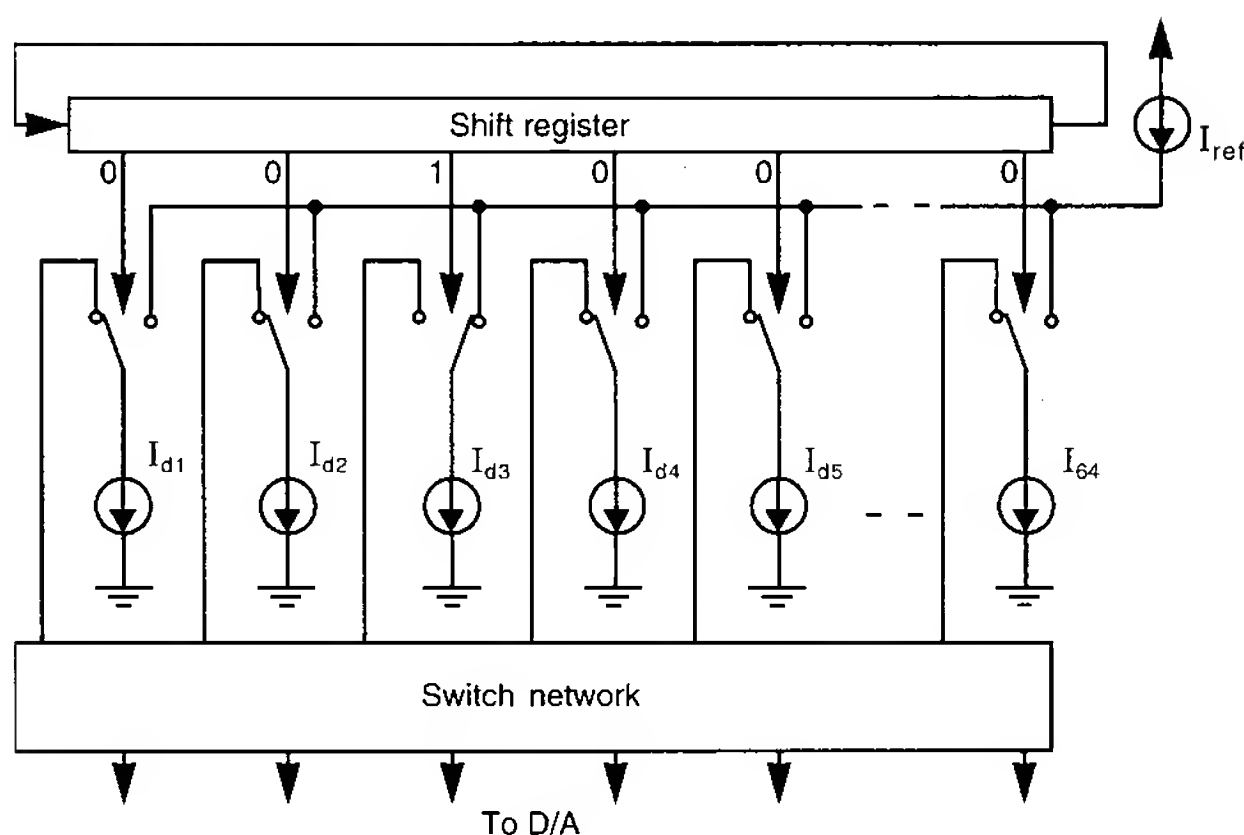 Shift register
I_ref
0 0 1 0 0 0
I_d1 I_d2 I_d3 I_d4 I_d5 I_64
Switch network
To D/A